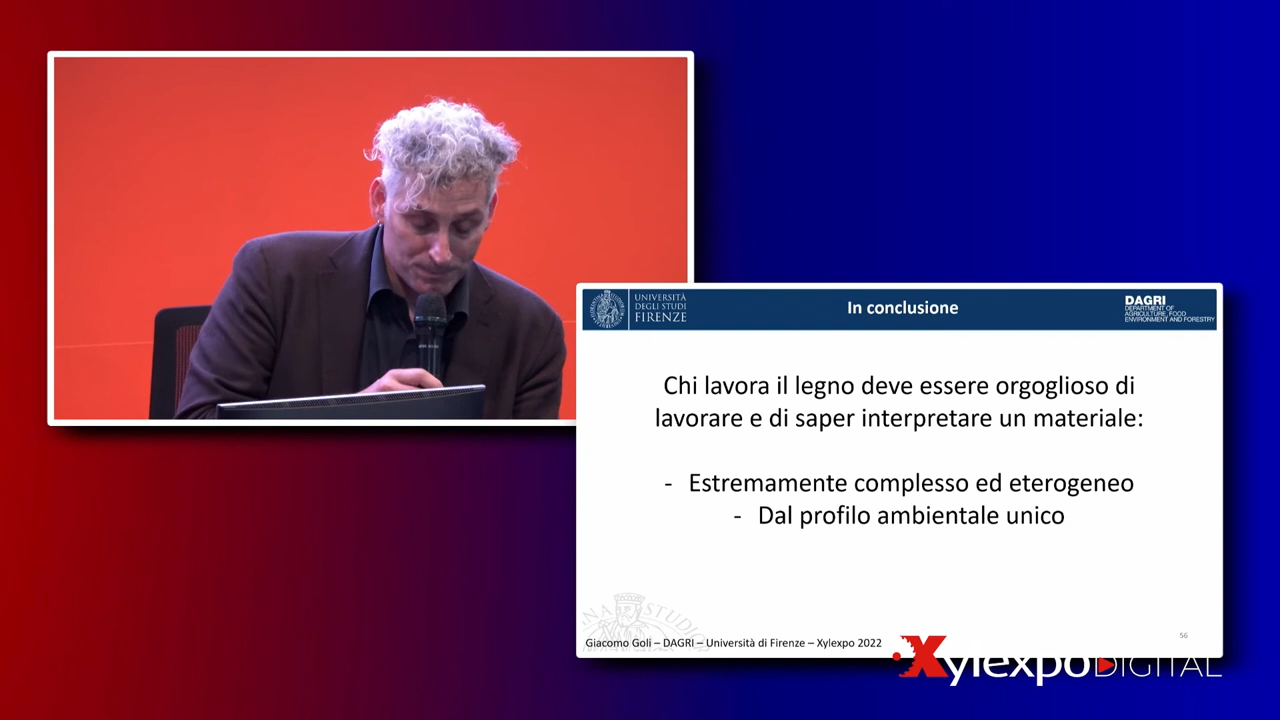 UNIVERSITÀ
DEGLI STUDI
FIRENZE
In conclusione
DAGRI
DEPARTMENT OF
AGRICULTURE, FOOD
ENVIRONMENT AND FORESTRY
Chi lavora il legno deve essere orgoglioso di
lavorare e di saper interpretare un materiale:
- Estremamente complesso ed eterogeneo
- Dal profilo ambientale unico
NA STUDIO
Giacomo Goli – DAGRI – Università di Firenze – Xylexpo 2022
56
XylexpoDIGITAL